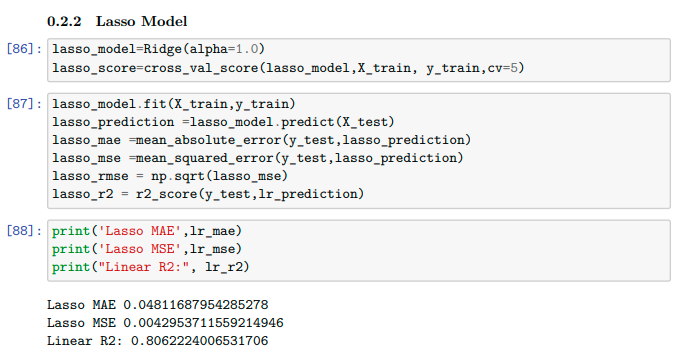 0.2.2 Lasso Model
[86]: lasso_model=Ridge(alpha=1.0)
lasso_score=cross_val_score(lasso_model,X_train, y_train,cv=5)
[87]: lasso_model.fit(X_train,y_train)
lasso_prediction =lasso_model.predict(X_test)
lasso_mae =mean_absolute_error(y_test,lasso_prediction)
lasso_mse =mean_squared_error(y_test,lasso_prediction)
lasso_rmse = np.sqrt(lasso_mse)
lasso_r2 = r2_score(y_test,lr_prediction)
[88]: print('Lasso MAE',lr_mae)
print('Lasso MSE',lr_mse)
print("Linear R2:", lr_r2)
Lasso MAE 0.04811687954285278
Lasso MSE 0.0042953711559214946
Linear R2: 0.8062224006531706